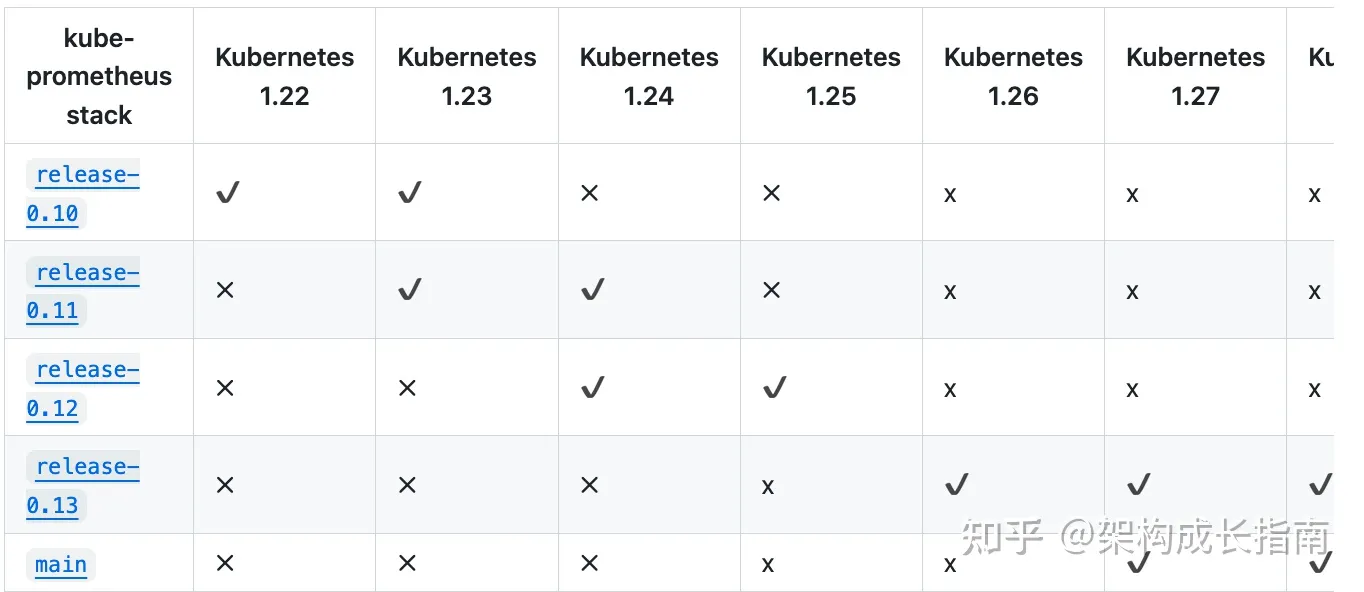 kube-
prometheus
stack
Kubernetes
1.22
Kubernetes
1.23
Kubernetes
1.24
Kubernetes
1.25
Kubernetes
1.26
Kubernetes
1.27
Ku
release-
0.10
✔ ✔ ✗ ✗ x x x
release-
0.11
✗ ✔ ✔ ✗ x x x
release-
0.12
✗ ✗ ✔ ✔ x x x
release-
0.13
✗ ✗ ✗ x ✔ ✔ ✔
main ✗ ✗ ✗ x x ✔ ✔
知乎 @架构成长指南